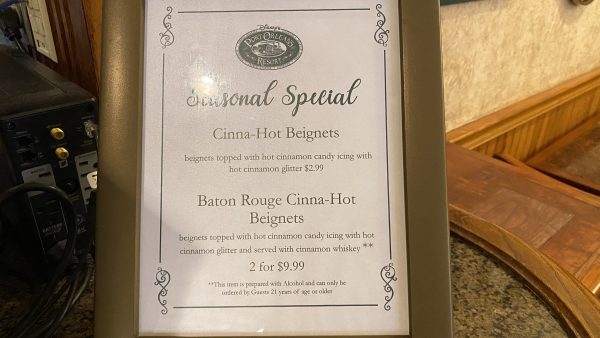 Disney's
PORT ORLEANS
RESORT
Seasonal Special
Cinna-Hot Beignets
beignets topped with hot cinnamon candy icing with
hot cinnamon glitter $2.99
Baton Rouge Cinna-Hot
Beignets
beignets topped with hot cinnamon candy icing with hot
cinnamon glitter and served with cinnamon whiskey **
2 for $9.99
**This item is prepared with Alcohol and can only be
ordered by Guests 21 years of age or older